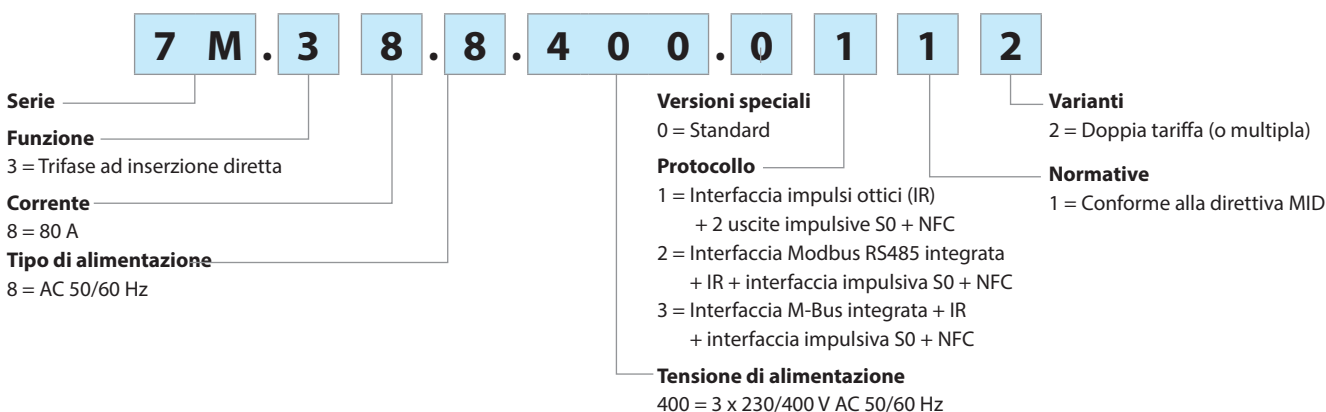 7 M . 3 8 . 8 . 4 0 0 . 0 1 1 2
Serie
Funzione
3 = Trifase ad inserzione diretta
Corrente
8 = 80 A
Tipo di alimentazione
8 = AC 50/60 Hz
Versioni speciali
0 = Standard
Protocollo
1 = Interfaccia impulsi ottici (IR)
+ 2 uscite impulsive S0 + NFC
2 = Interfaccia Modbus RS485 integrata
+ IR + interfaccia impulsiva S0 + NFC
3 = Interfaccia M-Bus integrata + IR
+ interfaccia impulsiva S0 + NFC
Tensione di alimentazione
400 = 3 x 230/400 V AC 50/60 Hz
Varianti
2 = Doppia tariffa (o multipla)
Normative
1 = Conforme alla direttiva MID